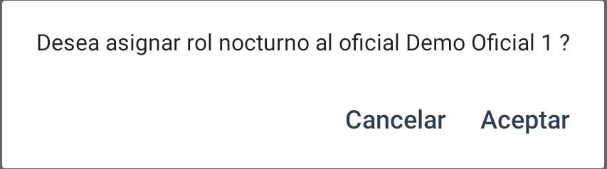 Desea asignar rol nocturno al oficial Demo Oficial 1 ?
Cancelar Aceptar